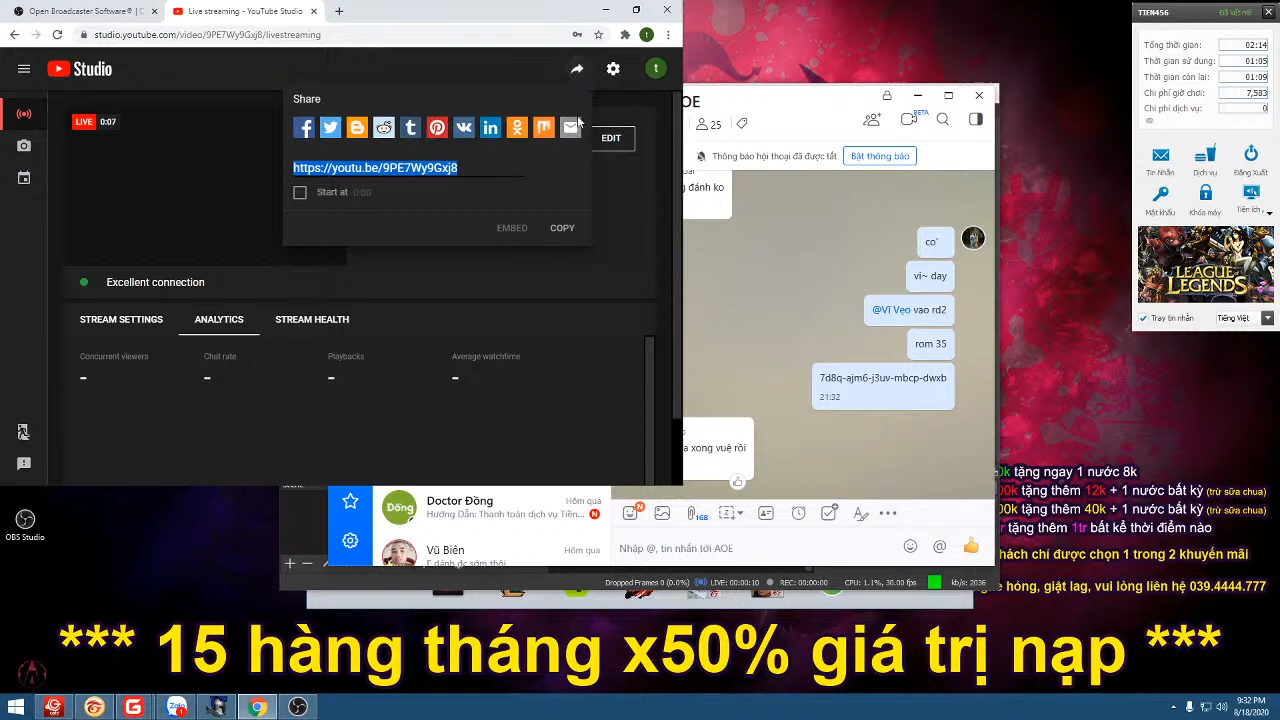 Open Broadcaster Software® | O
Live streaming - YouTube Studio
studio.youtube.com/video/9PE7Wy9Gxj8/livestreaming
Studio
LIVE 0:07
Share
EDIT
https://youtu.be/9PE7Wy9Gxj8
Start at 0:00
EMBED COPY
Excellent connection
STREAM SETTINGS ANALYTICS STREAM HEALTH
Concurrent viewers Chat rate Playbacks Average watchtime
– – – –
AOE
25
BETA
Thông báo hội thoại đã được tắt Bật thông báo
g đánh ko
co'
vi~ day
@Vĩ Vẹo vao rd2
rom 35
7d8q-ajm6-j3uv-mbcp-dwxb
21:32
a xong vuệ rồi
Doctor Đồng Hôm qua
Đồng
Hướng Dẫn: Thanh toán dịch vụ Tiền... N
Vũ Biên Hôm qua
F đánh đc sớm thôi
1GB
Nhập @, tin nhắn tới AOE
Dropped Frames 0 (0.0%) LIVE: 00:00:10 REC: 00:00:00 CPU: 1.1%, 30.00 fps kb/s: 2036
TIEN456 Đã kết nối
Tổng thời gian: 02:14
Thời gian sử dụng: 01:05
Thời gian còn lại: 01:09
Chi phí giờ chơi: 7,583
Chi phí dịch vụ: 0
@
Tin Nhắn Dịch vụ Đăng Xuất
Mật khẩu Khóa máy Tiện ích
LEAGUE
OF
LEGENDS
Tray tin nhắn Tiếng Việt
0k tặng ngay 1 nước 8k
00k tặng thêm 12k + 1 nước bất kỳ (trừ sữa chua)
00k tặng thêm 40k + 1 nước bất kỳ (trừ sữa chua)
tặng thêm 1tr bất kể thời điểm nào
hách chỉ được chọn 1 trong 2 khuyến mãi
hỏng, giật lag, vui lòng liên hệ 039.4444.777
OBS Studio
*** 15 hàng tháng x50% giá trị nạp ***
9:32 PM
8/18/2020